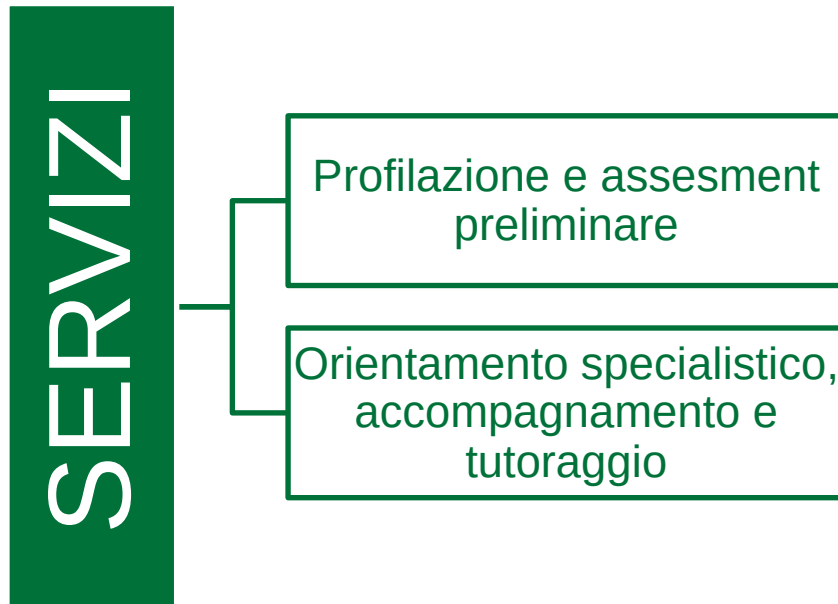 SERVIZI
Profilazione e assesment
preliminare
Orientamento specialistico,
accompagnamento e
tutoraggio